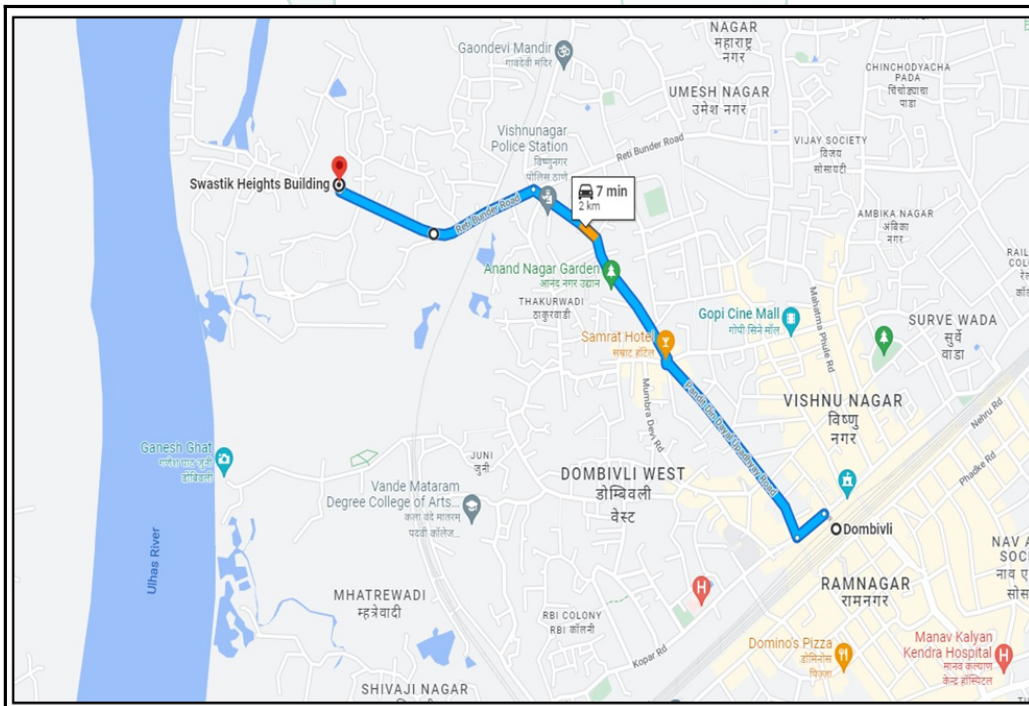 NAGAR
महाराष्ट्र
नगर
Gaondevi Mandir
गावदेवी मंदिर
CHINCHODYACHA
PADA
चिंचोड्याचा
पाडा
UMESH NAGAR
उमेश नगर
Vishnunagar
Police Station
विष्णुनगर
पोलिस ठाणे
Reti Bunder Road
VIJAY SOCIETY
विजय
सोसायटी
Swastik Heights Building
7 min
2 km
Reti Bunder Road
AMBIKA NAGAR
अंबिका
नगर
Anand Nagar Garden
आनंद नगर उद्यान
THAKURWADI
ठाकुरवाडी
Gopi Cine Mall
गोपी सिने मॉल
Mahatma Phule Rd
SURVE WADA
सुर्वे
वाडा
Samrat Hotel
सम्राट हॉटेल
Mumbra Devi Rd
Pandit Din Dayal Upadhyay Road
VISHNU NAGAR
विष्णु
नगर
Nehru Rd
Phadke Rd
Ganesh Ghat
JUNI
जुनी
DOMBIVLI WEST
डोम्बिवली
वेस्ट
Vande Mataram
Degree College of Arts...
कला वंदे मातरम्
पदवी कॉलेज...
Dombivli
Ulhas River
NAV
नाव
RAMNAGAR
रामनगर
MHATREWADI
म्हत्रेवाडी
RBI COLONY
RBI कॉलनी
Kopar Rd
Domino's Pizza
डोमिनोस
पिज्जा
Manav Kalyan
Kendra Hospital
मानव कल्याण
केन्द्र हॉस्पिटल
SHIVAJI NAGAR